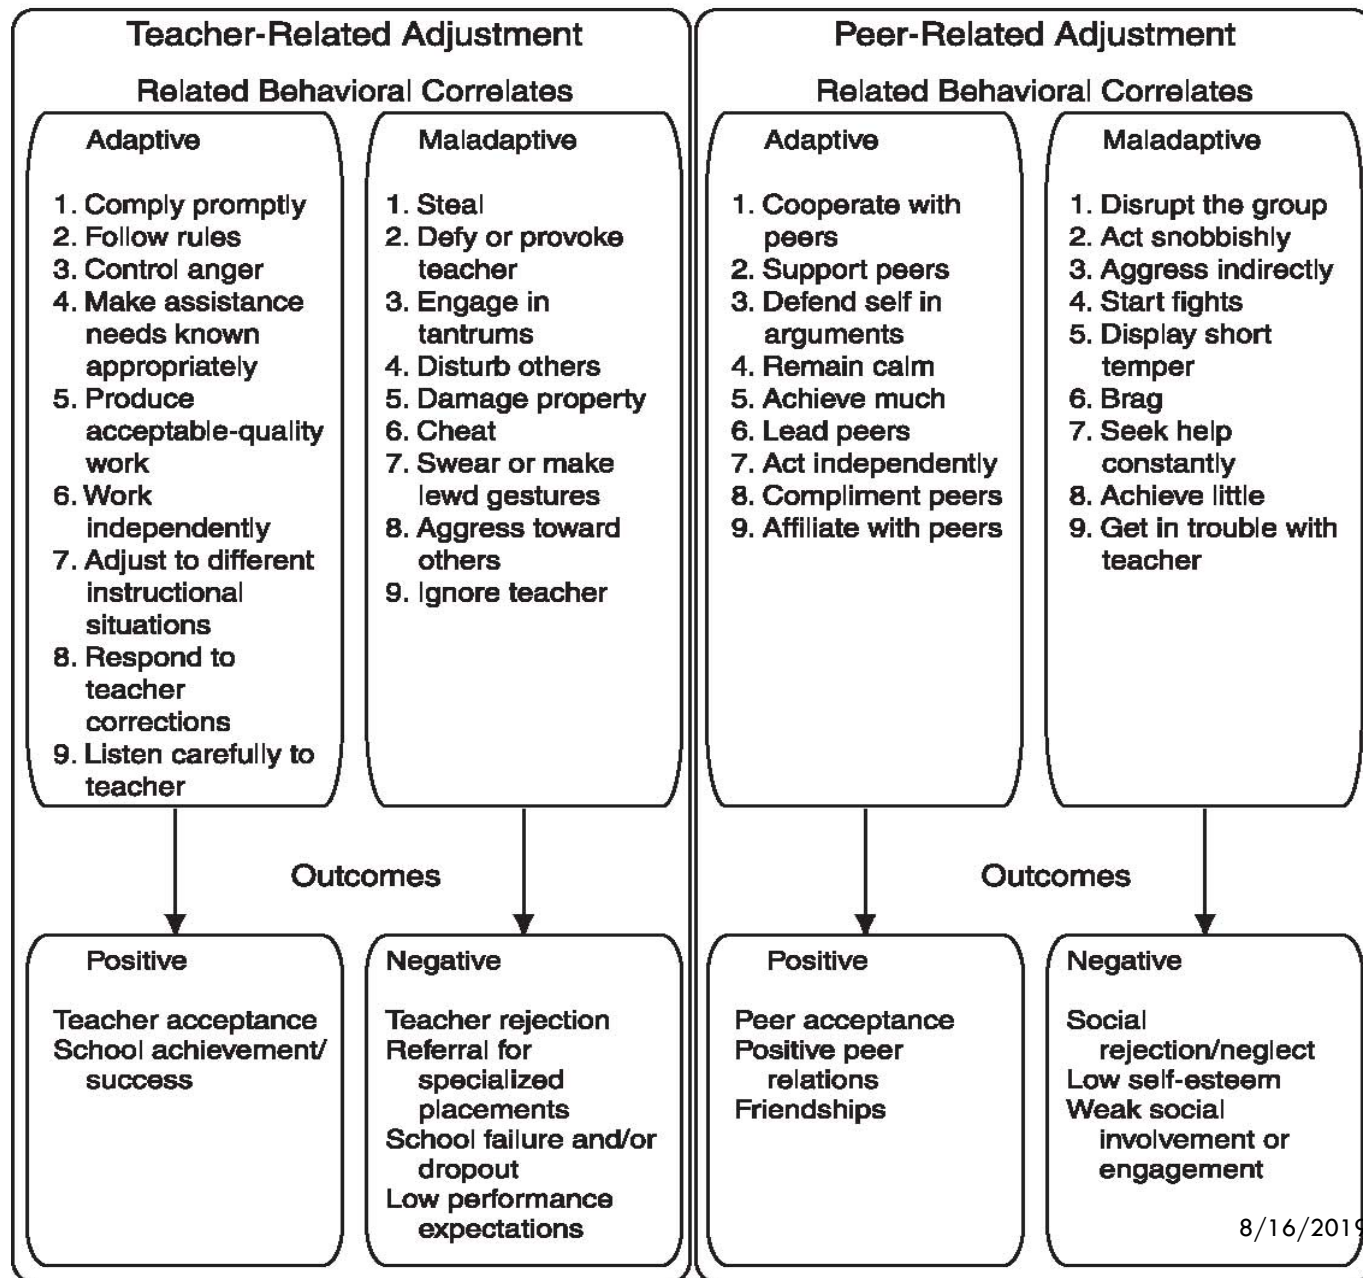 Teacher-Related Adjustment
Related Behavioral Correlates
Adaptive
1. Comply promptly
2. Follow rules
3. Control anger
4. Make assistance
needs known
appropriately
5. Produce
acceptable-quality
work
6. Work
independently
7. Adjust to different
instructional
situations
8. Respond to
teacher
corrections
9. Listen carefully to
teacher
Maladaptive
1. Steal
2. Defy or provoke
teacher
3. Engage in
tantrums
4. Disturb others
5. Damage property
6. Cheat
7. Swear or make
lewd gestures
8. Aggress toward
others
9. Ignore teacher
Outcomes
Positive
Teacher acceptance
School achievement/
success
Negative
Teacher rejection
Referral for
specialized
placements
School failure and/or
dropout
Low performance
expectations
Peer-Related Adjustment
Related Behavioral Correlates
Adaptive
1. Cooperate with
peers
2. Support peers
3. Defend self in
arguments
4. Remain calm
5. Achieve much
6. Lead peers
7. Act independently
8. Compliment peers
9. Affiliate with peers
Maladaptive
1. Disrupt the group
2. Act snobbishly
3. Aggress indirectly
4. Start fights
5. Display short
temper
6. Brag
7. Seek help
constantly
8. Achieve little
9. Get in trouble with
teacher
Outcomes
Positive
Peer acceptance
Positive peer
relations
Friendships
Negative
Social
rejection/neglect
Low self-esteem
Weak social
involvement or
engagement
8/16/2019